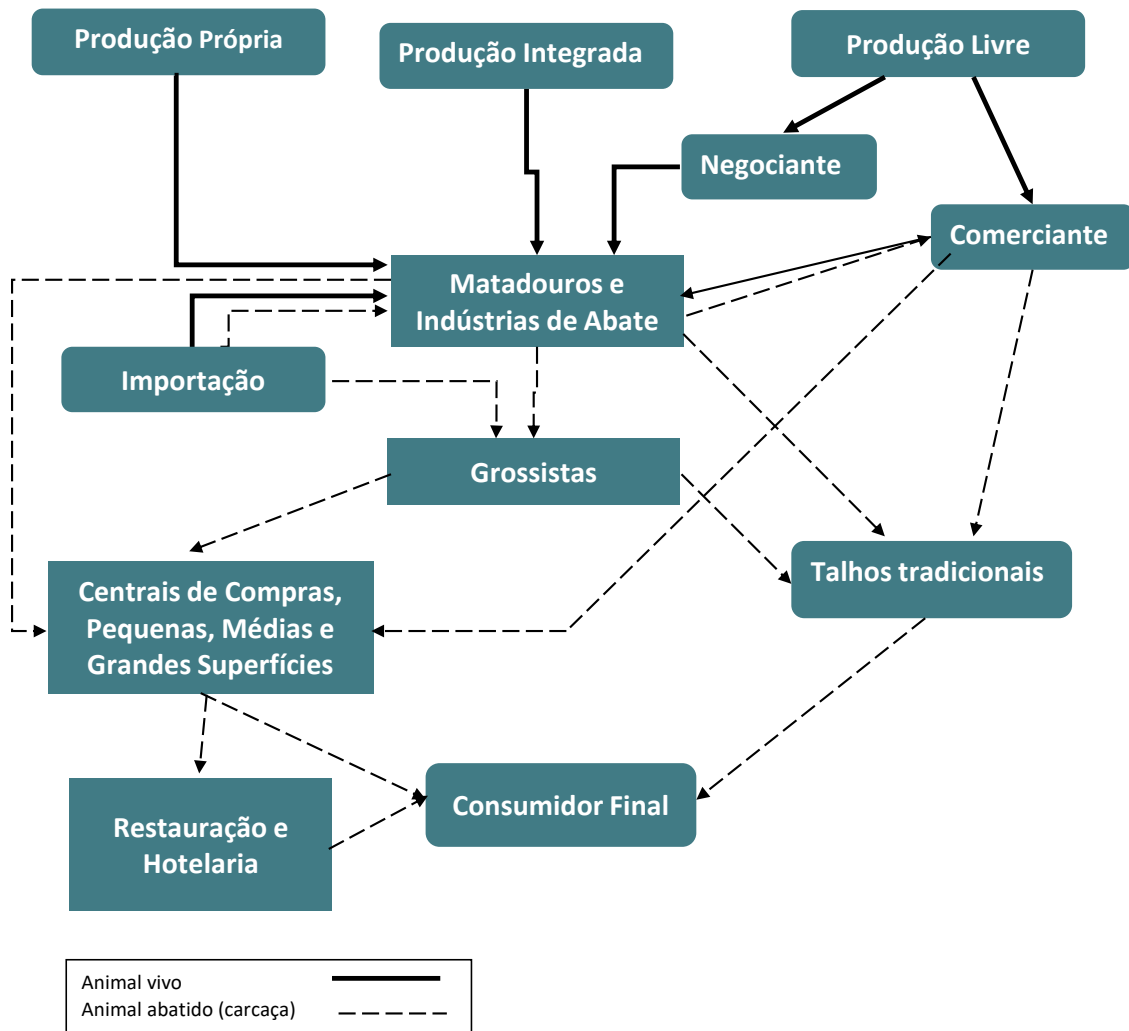 Produção Própria
Produção Integrada
Produção Livre
Negociante
Comerciante
Matadouros e
Indústrias de Abate
Importação
Grossistas
Talhos tradicionais
Centrais de Compras,
Pequenas, Médias e
Grandes Superfícies
Consumidor Final
Restauração e
Hotelaria
Animal vivo
Animal abatido (carcaça)